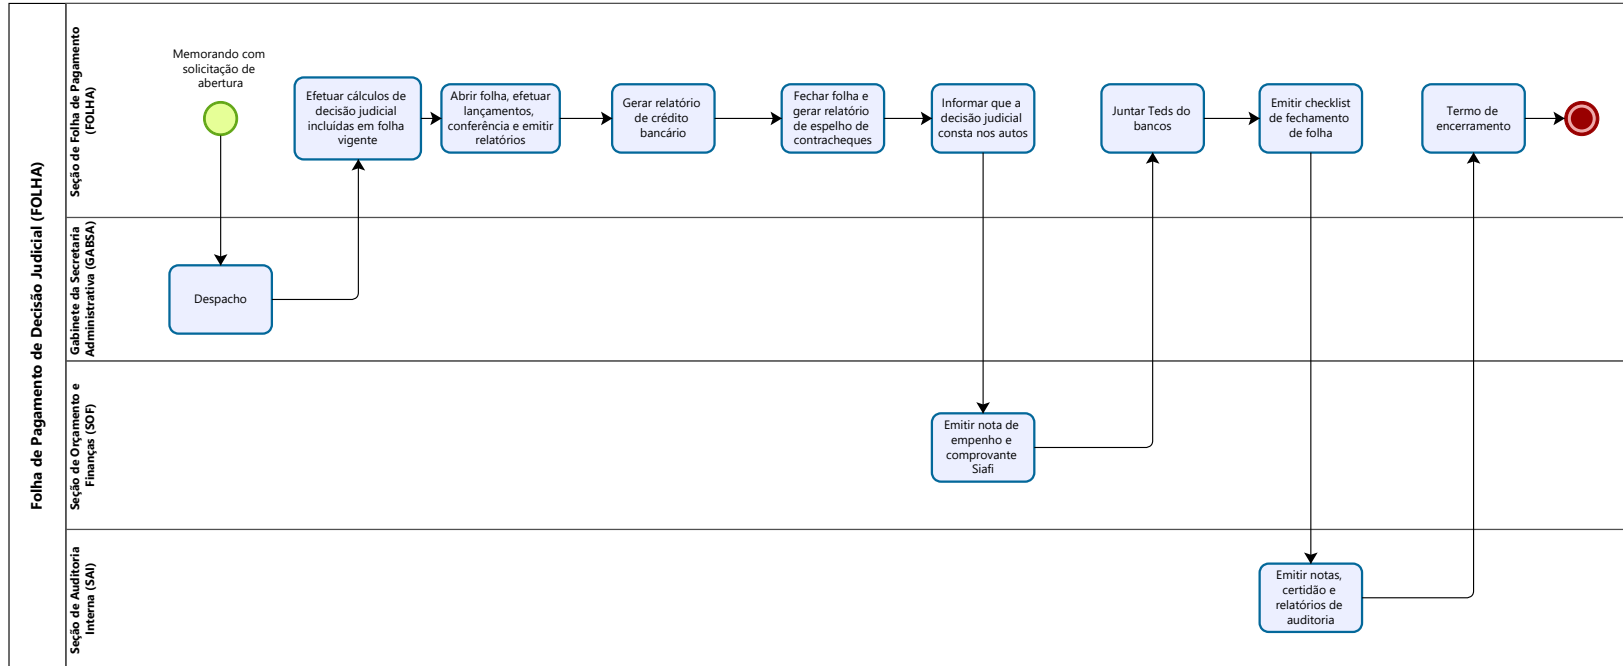 Folha de Pagamento de Decisão Judicial (FOLHA)
Seção de Folha de Pagamento
(FOLHA)
Memorando com
solicitação de
abertura
Efetuar cálculos de
decisão judicial
incluídas em folha
vigente
Abrir folha, efetuar
lançamentos,
conferência e emitir
relatórios
Gerar relatório
de crédito
bancário
Fechar folha e
gerar relatório
de espelho de
contracheques
Informar que a
decisão judicial
consta nos autos
Juntar Teds do
bancos
Emitir checklist
de fechamento
de folha
Termo de
encerramento
Gabinete da Secretaria
Administrativa (GABSA)
Despacho
Seção de Orçamento e
Finanças (SOF)
Emitir nota de
empenho e
comprovante
Siafi
Seção de Auditoria
Interna (SAI)
Emitir notas,
certidão e
relatórios de
auditoria